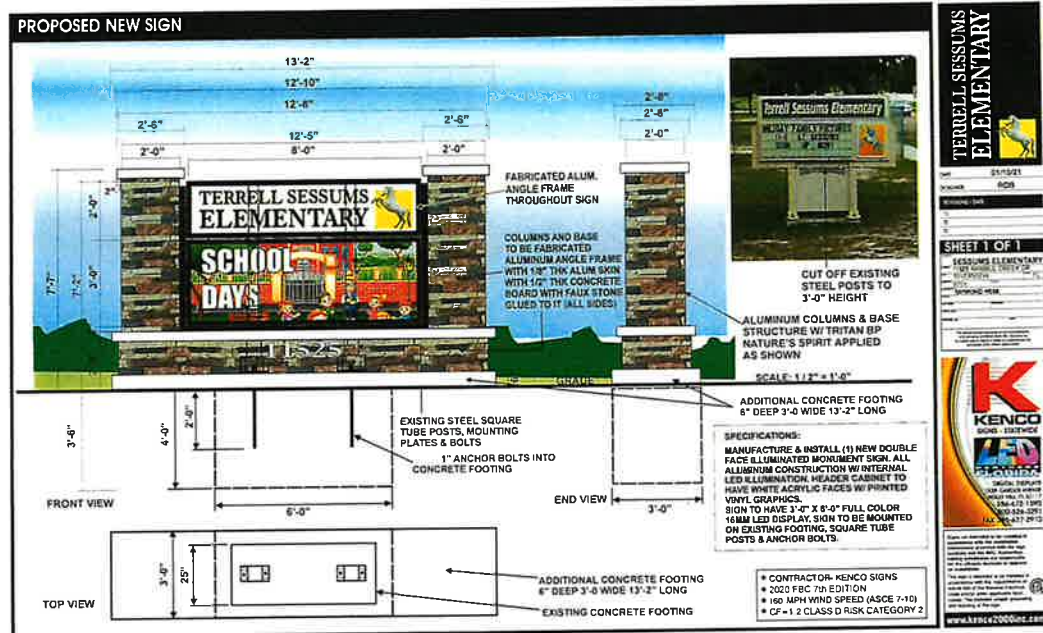 PROPOSED NEW SIGN
13'-2"
12'-10"
12'-8"
2'-6"
12'-5"
2'-6"
2'-0"
8'-0"
2'-0"
2'-8"
2'-6"
2'-0"
7'-7"
7'-2"
2"
2'-0"
3'-0"
TERRELL SESSUMS
ELEMENTARY
SCHOOL
DAYS
11525
FABRICATED ALUM.
ANGLE FRAME
THROUGHOUT SIGN
COLUMNS AND BASE
TO BE FABRICATED
ALUMINUM ANGLE FRAME
WITH 1/8" THK ALUM SKIN
WITH 1/2" THK CONCRETE
BOARD WITH FAUX STONE
GLUED TO IT (ALL SIDES)
Terrell Sessums Elementary
CUT OFF EXISTING
STEEL POSTS TO
3'-0" HEIGHT
ALUMINUM COLUMNS & BASE
STRUCTURE W/ TRITAN BP
NATURE'S SPIRIT APPLIED
AS SHOWN
SCALE: 1/2" = 1'-0"
GRADE
ADDITIONAL CONCRETE FOOTING
6" DEEP 3'-0 WIDE 13'-2" LONG
3'-6"
4'-0"
2'-0"
EXISTING STEEL SQUARE
TUBE POSTS, MOUNTING
PLATES & BOLTS
1" ANCHOR BOLTS INTO
CONCRETE FOOTING
FRONT VIEW
6'-0"
END VIEW
3'-0"
SPECIFICATIONS:
MANUFACTURE & INSTALL (1) NEW DOUBLE
FACE ILLUMINATED MONUMENT SIGN. ALL
ALUMINUM CONSTRUCTION W/ INTERNAL
LED ILLUMINATION. HEADER CABINET TO
HAVE WHITE ACRYLIC FACES W/ PRINTED
VINYL GRAPHICS.
SIGN TO HAVE 3'-0" X 8'-0" FULL COLOR
16MM LED DISPLAY. SIGN TO BE MOUNTED
ON EXISTING FOOTING, SQUARE TUBE
POSTS & ANCHOR BOLTS.
TOP VIEW
3'-0"
25"
ADDITIONAL CONCRETE FOOTING
6" DEEP 3'-0 WIDE 13'-2" LONG
EXISTING CONCRETE FOOTING
• CONTRACTOR- KENCO SIGNS
• 2020 FBC 7th EDITION
• 160 MPH WIND SPEED (ASCE 7-10)
• CF= 1.2 CLASS D RISK CATEGORY 2
TERRELL SESSUMS
ELEMENTARY
SHEET 1 OF 1
SESSUMS ELEMENTARY
K
KENCO
SIGNS - STATEWIDE
LED
www.kenco2000inc.com